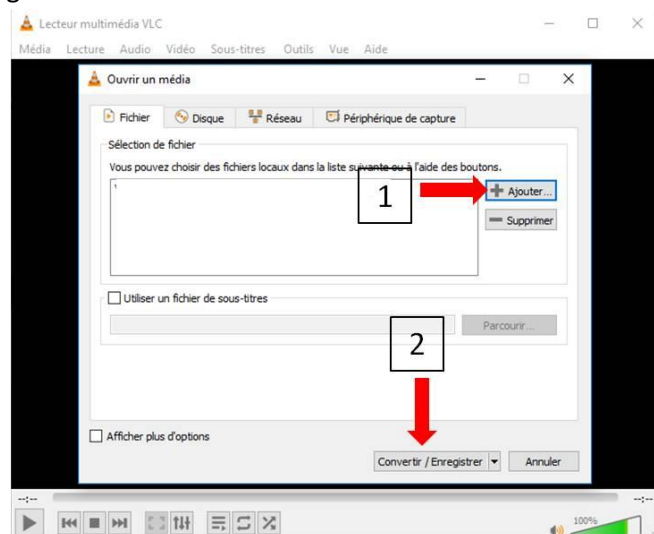 g
Lecteur multimédia VLC
Média Lecture Audio Vidéo Sous-titres Outils Vue Aide
Ouvrir un média
Fichier Disque Réseau Périphérique de capture
Sélection de fichier
Vous pouvez choisir des fichiers locaux dans la liste suivante ou à l'aide des boutons.
1
Ajouter...
Supprimer
Utiliser un fichier de sous-titres
Parcourir...
2
Afficher plus d'options
Convertir / Enregistrer Annuler
--:-- --:--
100%